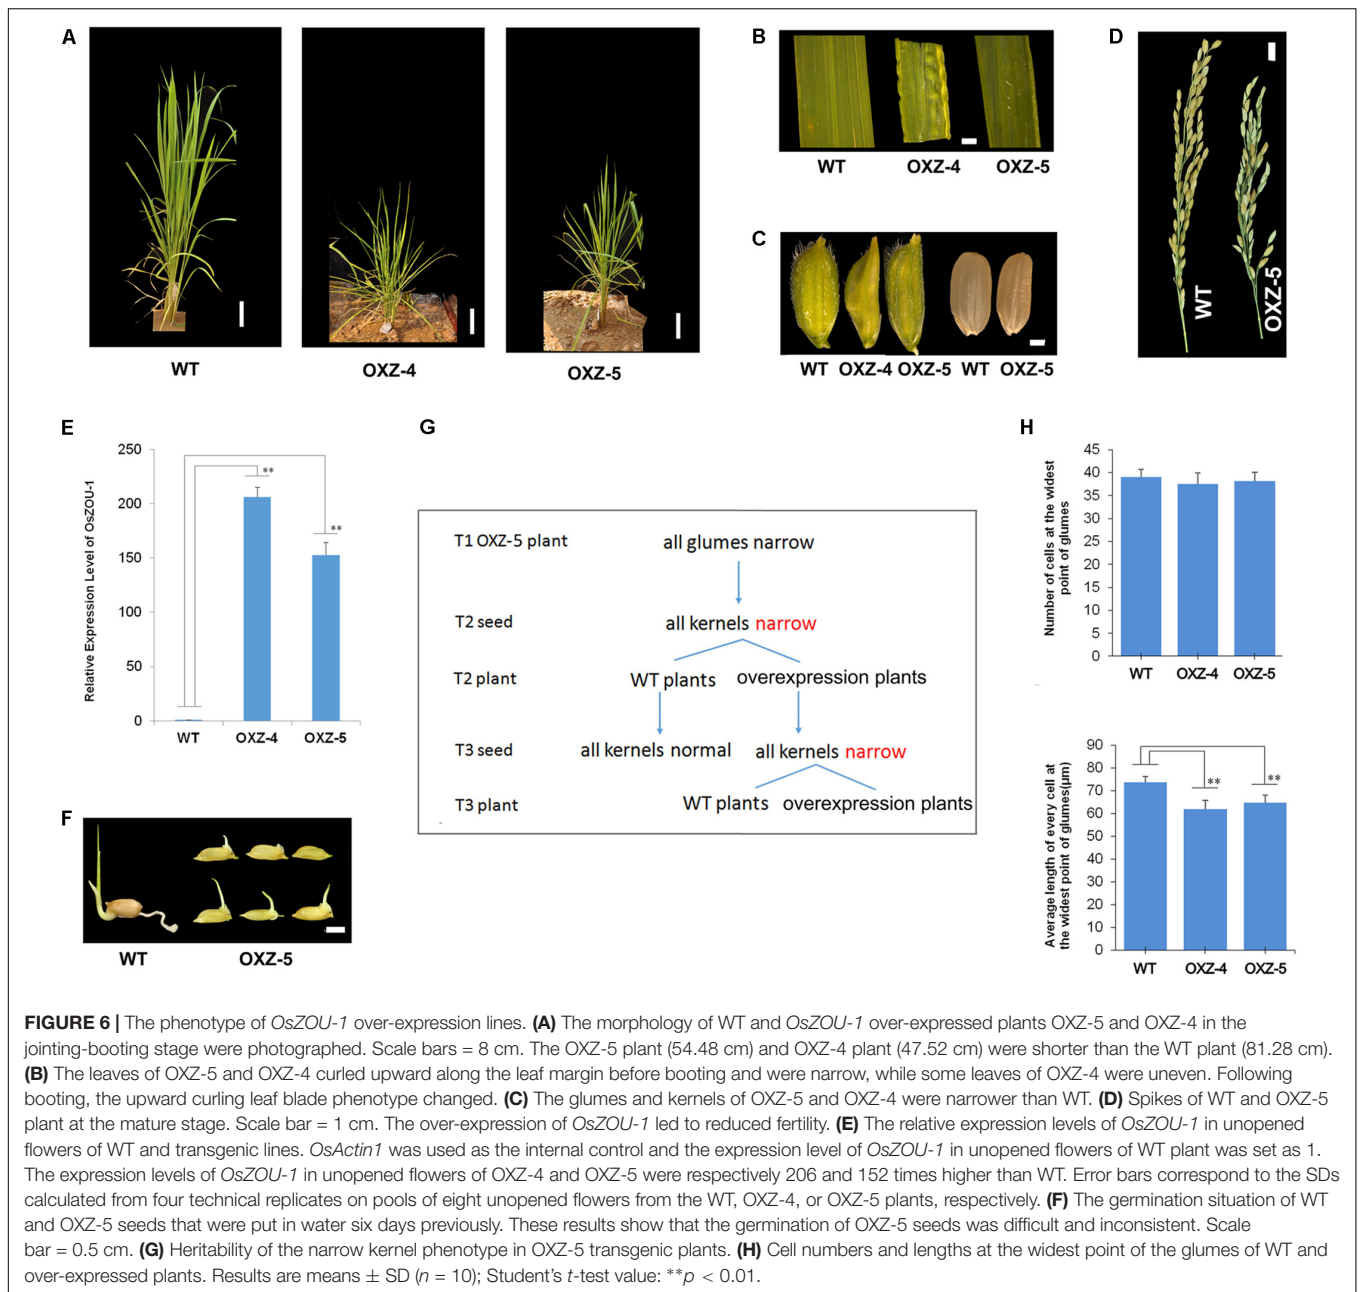 A
WT
OXZ-4
OXZ-5
B
WT
OXZ-4
OXZ-5
C
WT
OXZ-4
OXZ-5
WT
OXZ-5
D
WT
OXZ-5
E
Relative Expression Level of OsZOU-1
250
200
150
100
50
0
**
**
WT
OXZ-4
OXZ-5
F
WT
OXZ-5
G
T1 OXZ-5 plant
all glumes narrow
T2 seed
all kernels narrow
T2 plant
WT plants
overexpression plants
T3 seed
all kernels normal
all kernels narrow
T3 plant
WT plants
overexpression plants
H
Number of cells at the widest
point of glumes
45
40
35
30
25
20
15
10
5
0
WT
OXZ-4
OXZ-5
Average length of every cell at
the widest point of glumes(μm)
90
80
70
60
50
40
30
20
10
0
**
**
WT
OXZ-4
OXZ-5
FIGURE 6 | The phenotype of OsZOU-1 over-expression lines. (A) The morphology of WT and OsZOU-1 over-expressed plants OXZ-5 and OXZ-4 in the
jointing-booting stage were photographed. Scale bars = 8 cm. The OXZ-5 plant (54.48 cm) and OXZ-4 plant (47.52 cm) were shorter than the WT plant (81.28 cm).
(B) The leaves of OXZ-5 and OXZ-4 curled upward along the leaf margin before booting and were narrow, while some leaves of OXZ-4 were uneven. Following
booting, the upward curling leaf blade phenotype changed. (C) The glumes and kernels of OXZ-5 and OXZ-4 were narrower than WT. (D) Spikes of WT and OXZ-5
plant at the mature stage. Scale bar = 1 cm. The over-expression of OsZOU-1 led to reduced fertility. (E) The relative expression levels of OsZOU-1 in unopened
flowers of WT and transgenic lines. OsActin1 was used as the internal control and the expression level of OsZOU-1 in unopened flowers of WT plant was set as 1.
The expression levels of OsZOU-1 in unopened flowers of OXZ-4 and OXZ-5 were respectively 206 and 152 times higher than WT. Error bars correspond to the SDs
calculated from four technical replicates on pools of eight unopened flowers from the WT, OXZ-4, or OXZ-5 plants, respectively. (F) The germination situation of WT
and OXZ-5 seeds that were put in water six days previously. These results show that the germination of OXZ-5 seeds was difficult and inconsistent. Scale
bar = 0.5 cm. (G) Heritability of the narrow kernel phenotype in OXZ-5 transgenic plants. (H) Cell numbers and lengths at the widest point of the glumes of WT and
over-expressed plants. Results are means ± SD (n = 10); Student's t-test value: **p < 0.01.